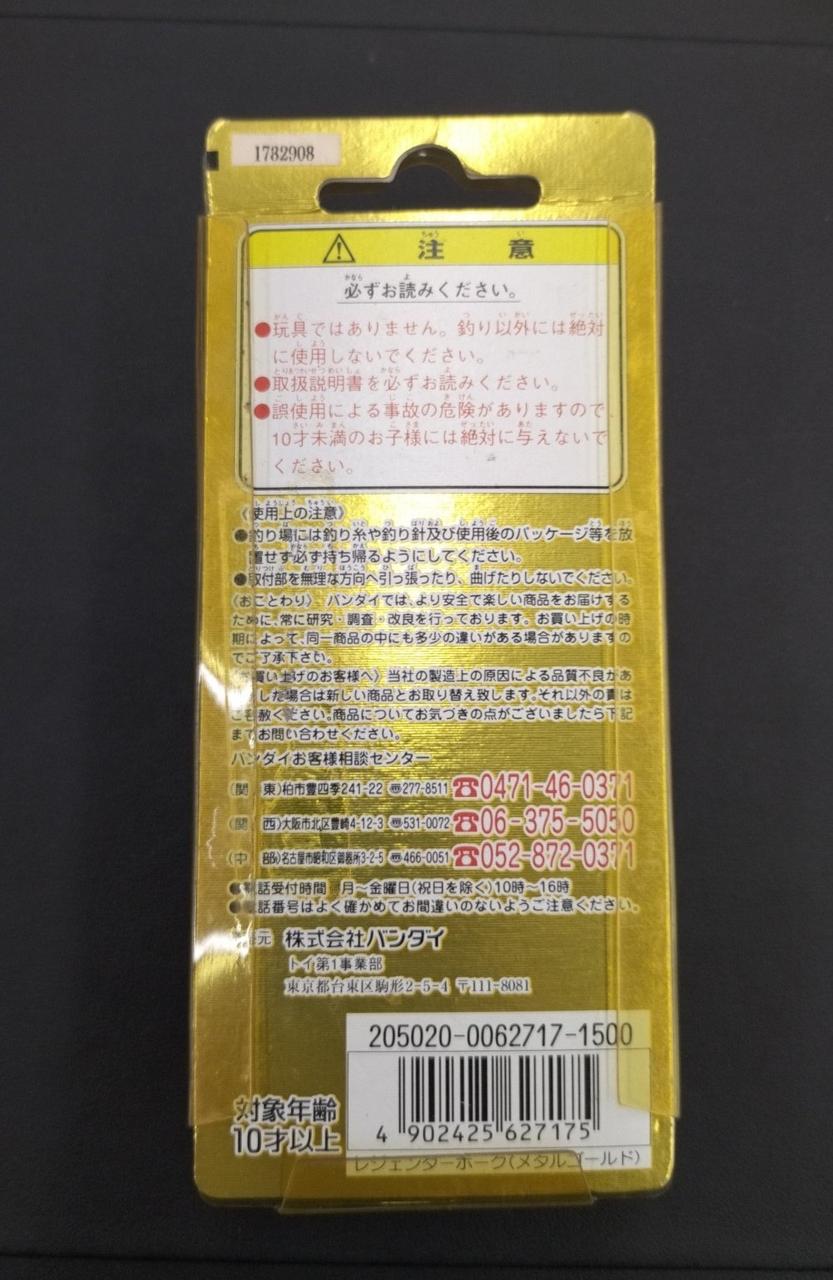 1782908
注意
必ずお読みください。
●玩具ではありません。釣り以外には絶対
に使用しないでください。
●取扱説明書を必ずお読みください。
●誤使用による事故の危険がありますので、
10才未満のお子様には絶対に与えないで
ください。
《使用上の注意》
●釣り場には釣り糸や釣り針及び使用後のパッケージ等を放
置せず必ず持ち帰るようにしてください。
●取付部を無理な方向へ引っ張ったり、曲げたりしないでください。
〈おことわり〉 バンダイでは、より安全で楽しい商品をお届けする
ために、常に研究・調査・改良を行っております。お買い上げの時
期によって、同一商品の中にも多少の違いがある場合がありますの
でご了承下さい。
〈お買い上げのお客様へ〉当社の製造上の原因による品質不良があ
した場合は新しい商品とお取り替え致します。それ以外の責は
ご容赦ください。商品についてお気づきの点がございましたら下記
までお問い合わせください。
バンダイお客様相談センター
(関 東)柏市豊四季241-22 〠277-8511 ☎0471-46-0371
(関 西)大阪市北区豊崎4-12-3 〠531-0072 ☎06-375-5050
(中 部)名古屋市昭和区御器所3-2-5 〠466-0051 ☎052-872-0371
●電話受付時間 月～金曜日(祝日を除く)10時～16時
●電話番号はよく確かめてお間違いのないようご注意ください。
元 株式会社バンダイ
トイ第1事業部
東京都台東区駒形2-5-4 〒111-8081
205020-0062717-1500
4 902425 627175
対象年齢
10才以上
レジェンダーホーク(メタルゴールド)